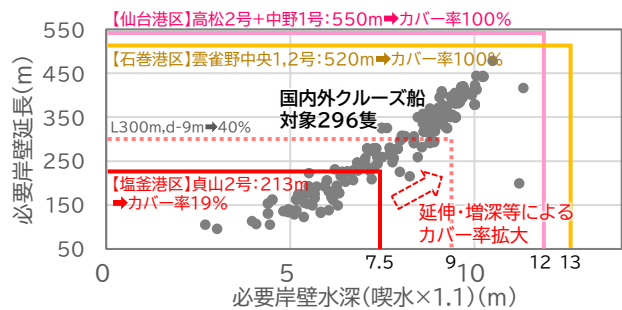 【仙台港区】高松2号+中野1号:550m➡カバー率100%
【石巻港区】雲雀野中央1,2号:520m➡カバー率100%
国内外クルーズ船
対象296隻
L300m,d-9m➡40%
【塩釜港区】貞山2号:213m
➡カバー率19%
延伸・増深等による
カバー率拡大
必要岸壁延長(m)
550
450
350
250
150
50
0
5
7.5
9
10
12
13
必要岸壁水深(喫水×1.1)(m)